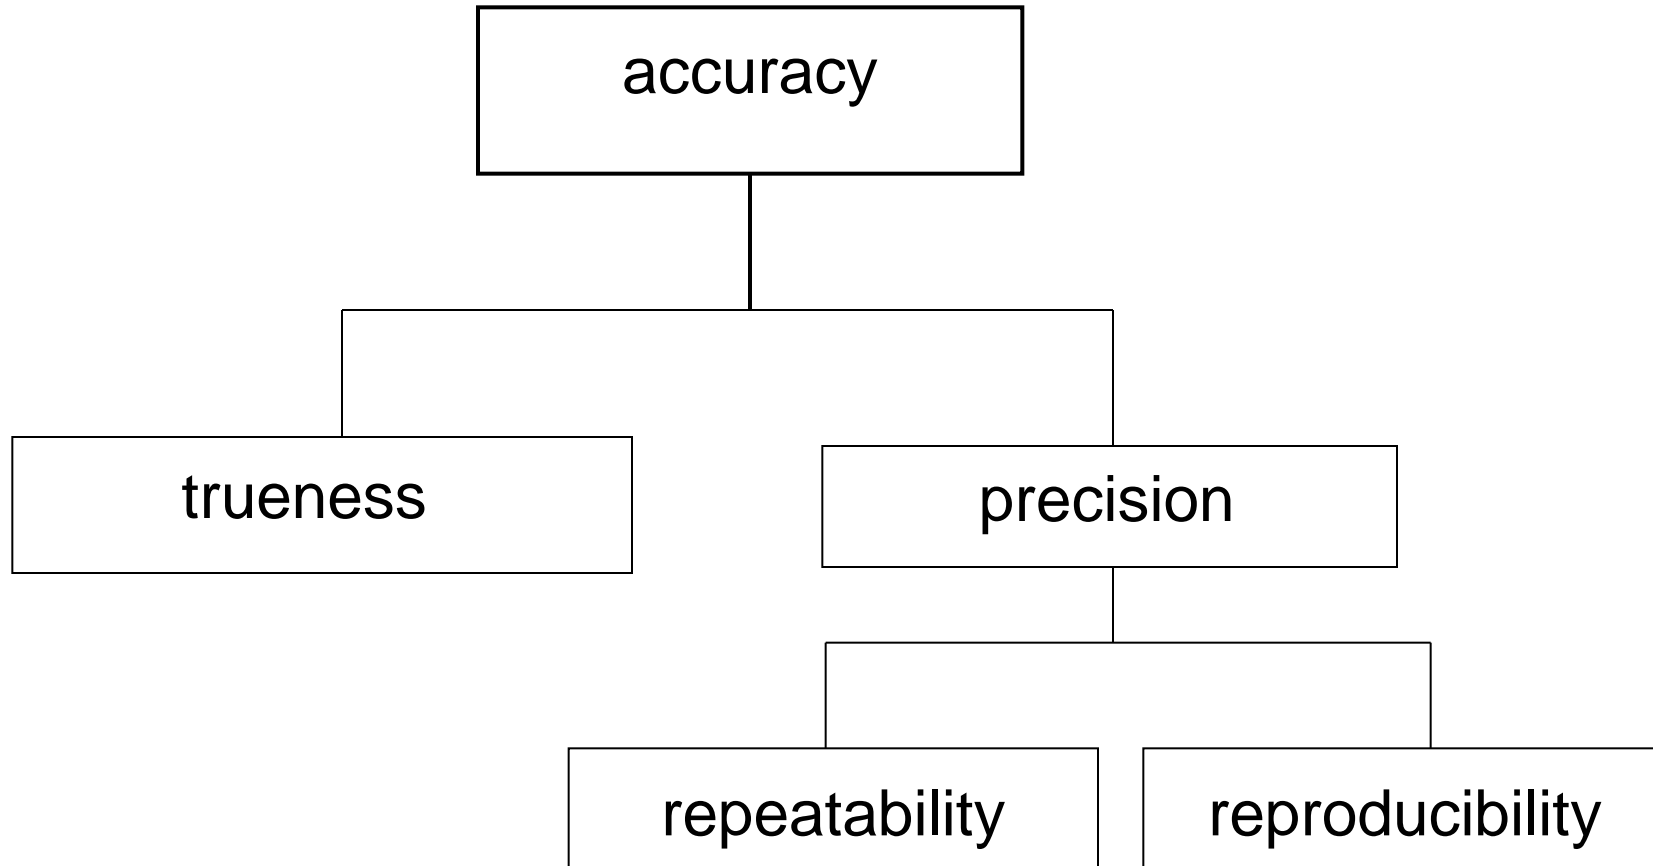 accuracy
trueness
precision
repeatability
reproducibility